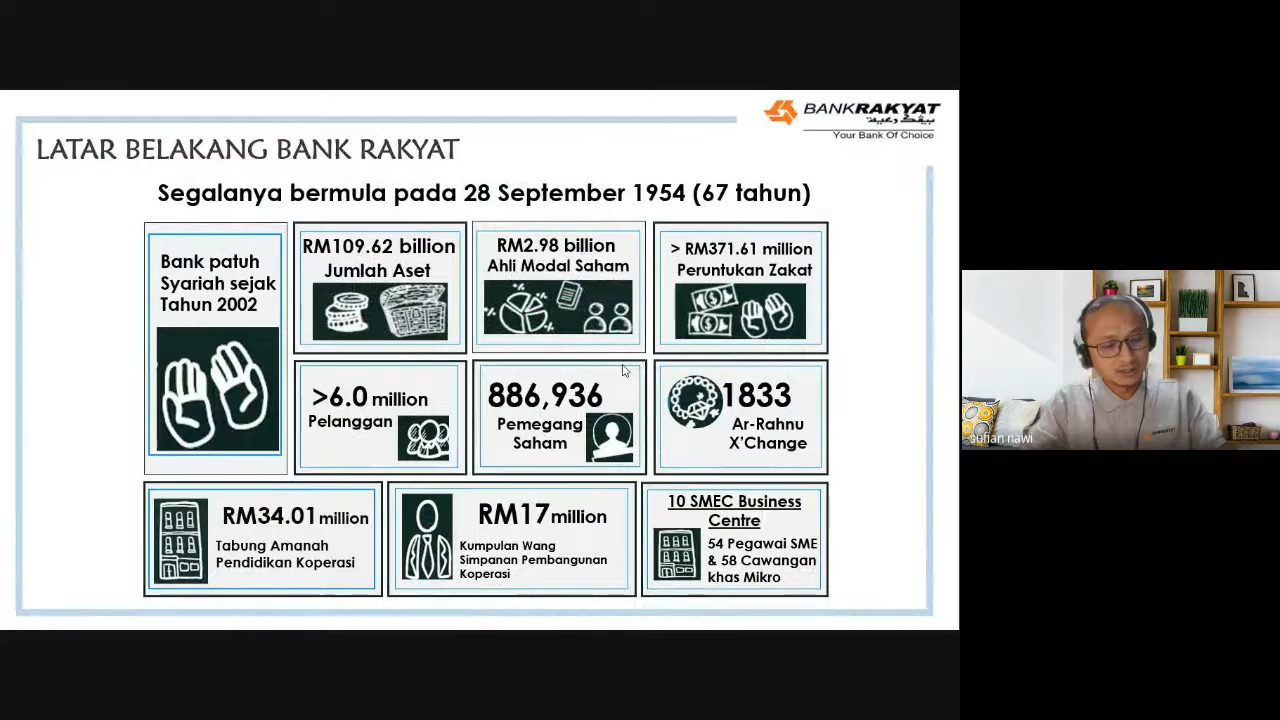 BANKRAKYAT
بيڠک رعية
Your Bank Of Choice
LATAR BELAKANG BANK RAKYAT
Segalanya bermula pada 28 September 1954 (67 tahun)
Bank patuh
Syariah sejak
Tahun 2002
RM109.62 billion
Jumlah Aset
RM2.98 billion
Ahli Modal Saham
> RM371.61 million
Peruntukan Zakat
>6.0 million
Pelanggan
886,936
Pemegang
Saham
1833
Ar-Rahnu
X'Change
RM34.01 million
Tabung Amanah
Pendidikan Koperasi
RM17 million
Kumpulan Wang
Simpanan Pembangunan
Koperasi
10 SMEC Business
Centre
54 Pegawai SME
& 58 Cawangan
khas Mikro
sufian nawi